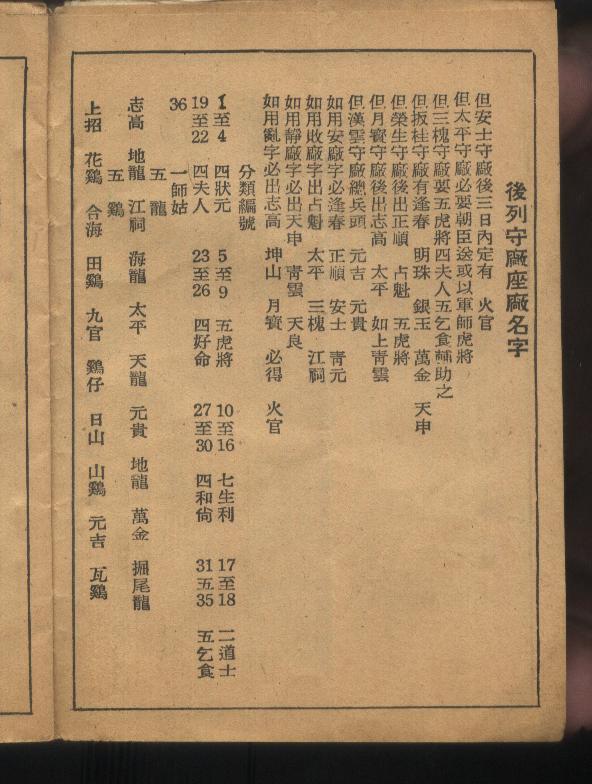 後列守廠座廠名字
但安士守廠後三日內定有　火官
但太平守廠必要朝臣送或以軍師虎將
但三槐守廠要五虎將四夫人五乞食輔助之
但扳桂守廠有逢春　明珠　銀玉　萬金　天申
但榮生守廠後出正順　占魁　五虎將
但月寶守廠後出志高　太平　如上青雲
但漢雲守廠總兵頭　元吉　元貴
如用安廠字必逢春　正順　安士　青元
如用敗廠字出占魁　太平　三槐　江祠
如用靜廠字必出天申　青雲　天良
如用亂字必出志高　坤山　月寶　必得　火官
分類編號
1至4　四狀元　5至9　五虎將　10至16　七生利　17至18　二道士
19至22　四夫人　23至26　四好命　27至30　四和尙　31五35　五乞食
36　一師姑
五龍
志高　地龍　江祠　海龍　太平　天龍　元貴　地龍　萬金　掘尾龍
五鷄
上招　花鷄　合海　田鷄　九官　鷄仔　日山　山鷄　元吉　瓦鷄